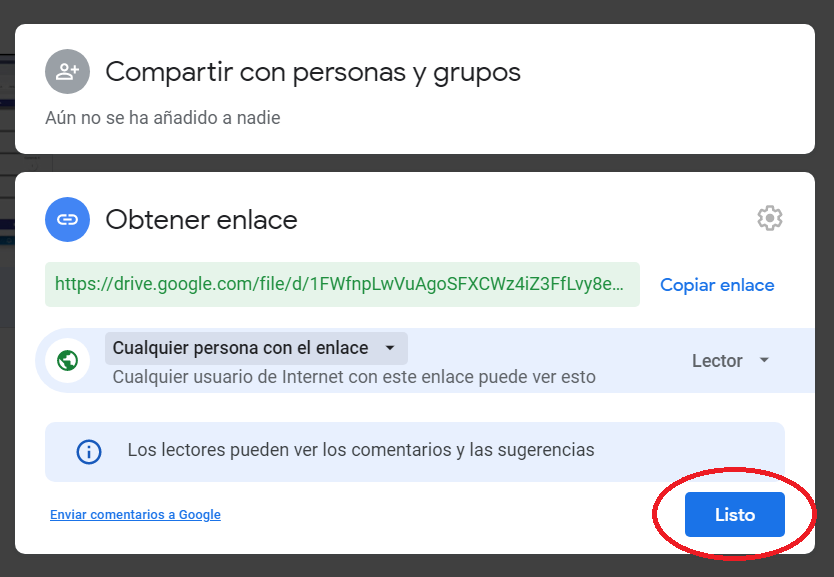 Compartir con personas y grupos
Aún no se ha añadido a nadie
Obtener enlace
https://drive.google.com/file/d/1FWfnpLwVuAgoSFXCWz4iZ3FfLvy8e...
Copiar enlace
Cualquier persona con el enlace
Cualquier usuario de Internet con este enlace puede ver esto
Lector
Los lectores pueden ver los comentarios y las sugerencias
Enviar comentarios a Google
Listo